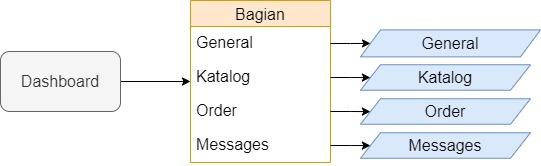 Dashboard
Bagian
General
Katalog
Order
Messages
General
Katalog
Order
Messages